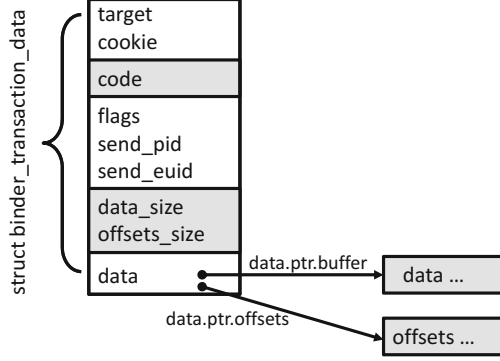 struct binder_transaction_data
target
cookie
code
flags
send_pid
send_euid
data_size
offsets_size
data
data.ptr.buffer
data ...
data.ptr.offsets
offsets ...